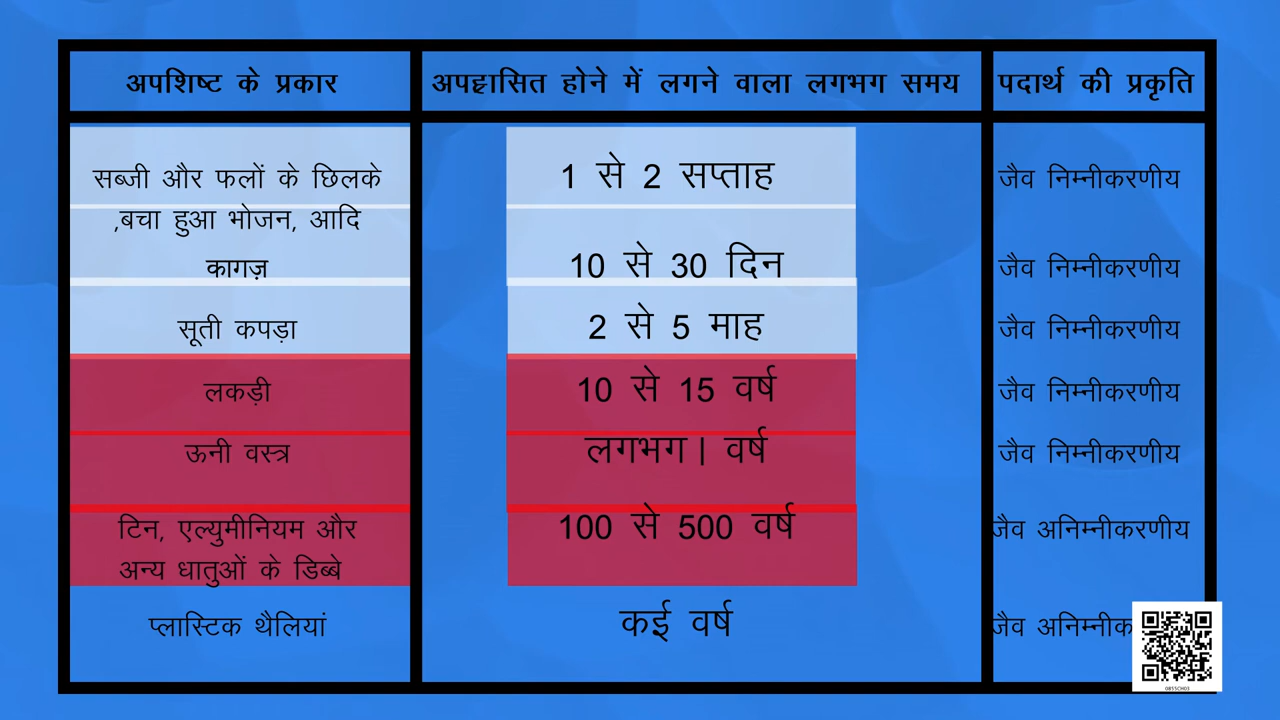 अपशिष्ट के प्रकार अपह्रासित होने में लगने वाला लगभग समय पदार्थ की प्रकृति
सब्जी और फलों के छिलके 1 से 2 सप्ताह जैव निम्नीकरणीय
,बचा हुआ भोजन, आदि
कागज़ 10 से 30 दिन जैव निम्नीकरणीय
सूती कपड़ा 2 से 5 माह जैव निम्नीकरणीय
लकड़ी 10 से 15 वर्ष जैव निम्नीकरणीय
ऊनी वस्त्र लगभग। वर्ष जैव निम्नीकरणीय
टिन, एल्युमीनियम और 100 से 500 वर्ष जैव अनिम्नीकरणीय
अन्य धातुओं के डिब्बे
प्लास्टिक थैलियां कई वर्ष जैव अनिम्नीक
0855CH03